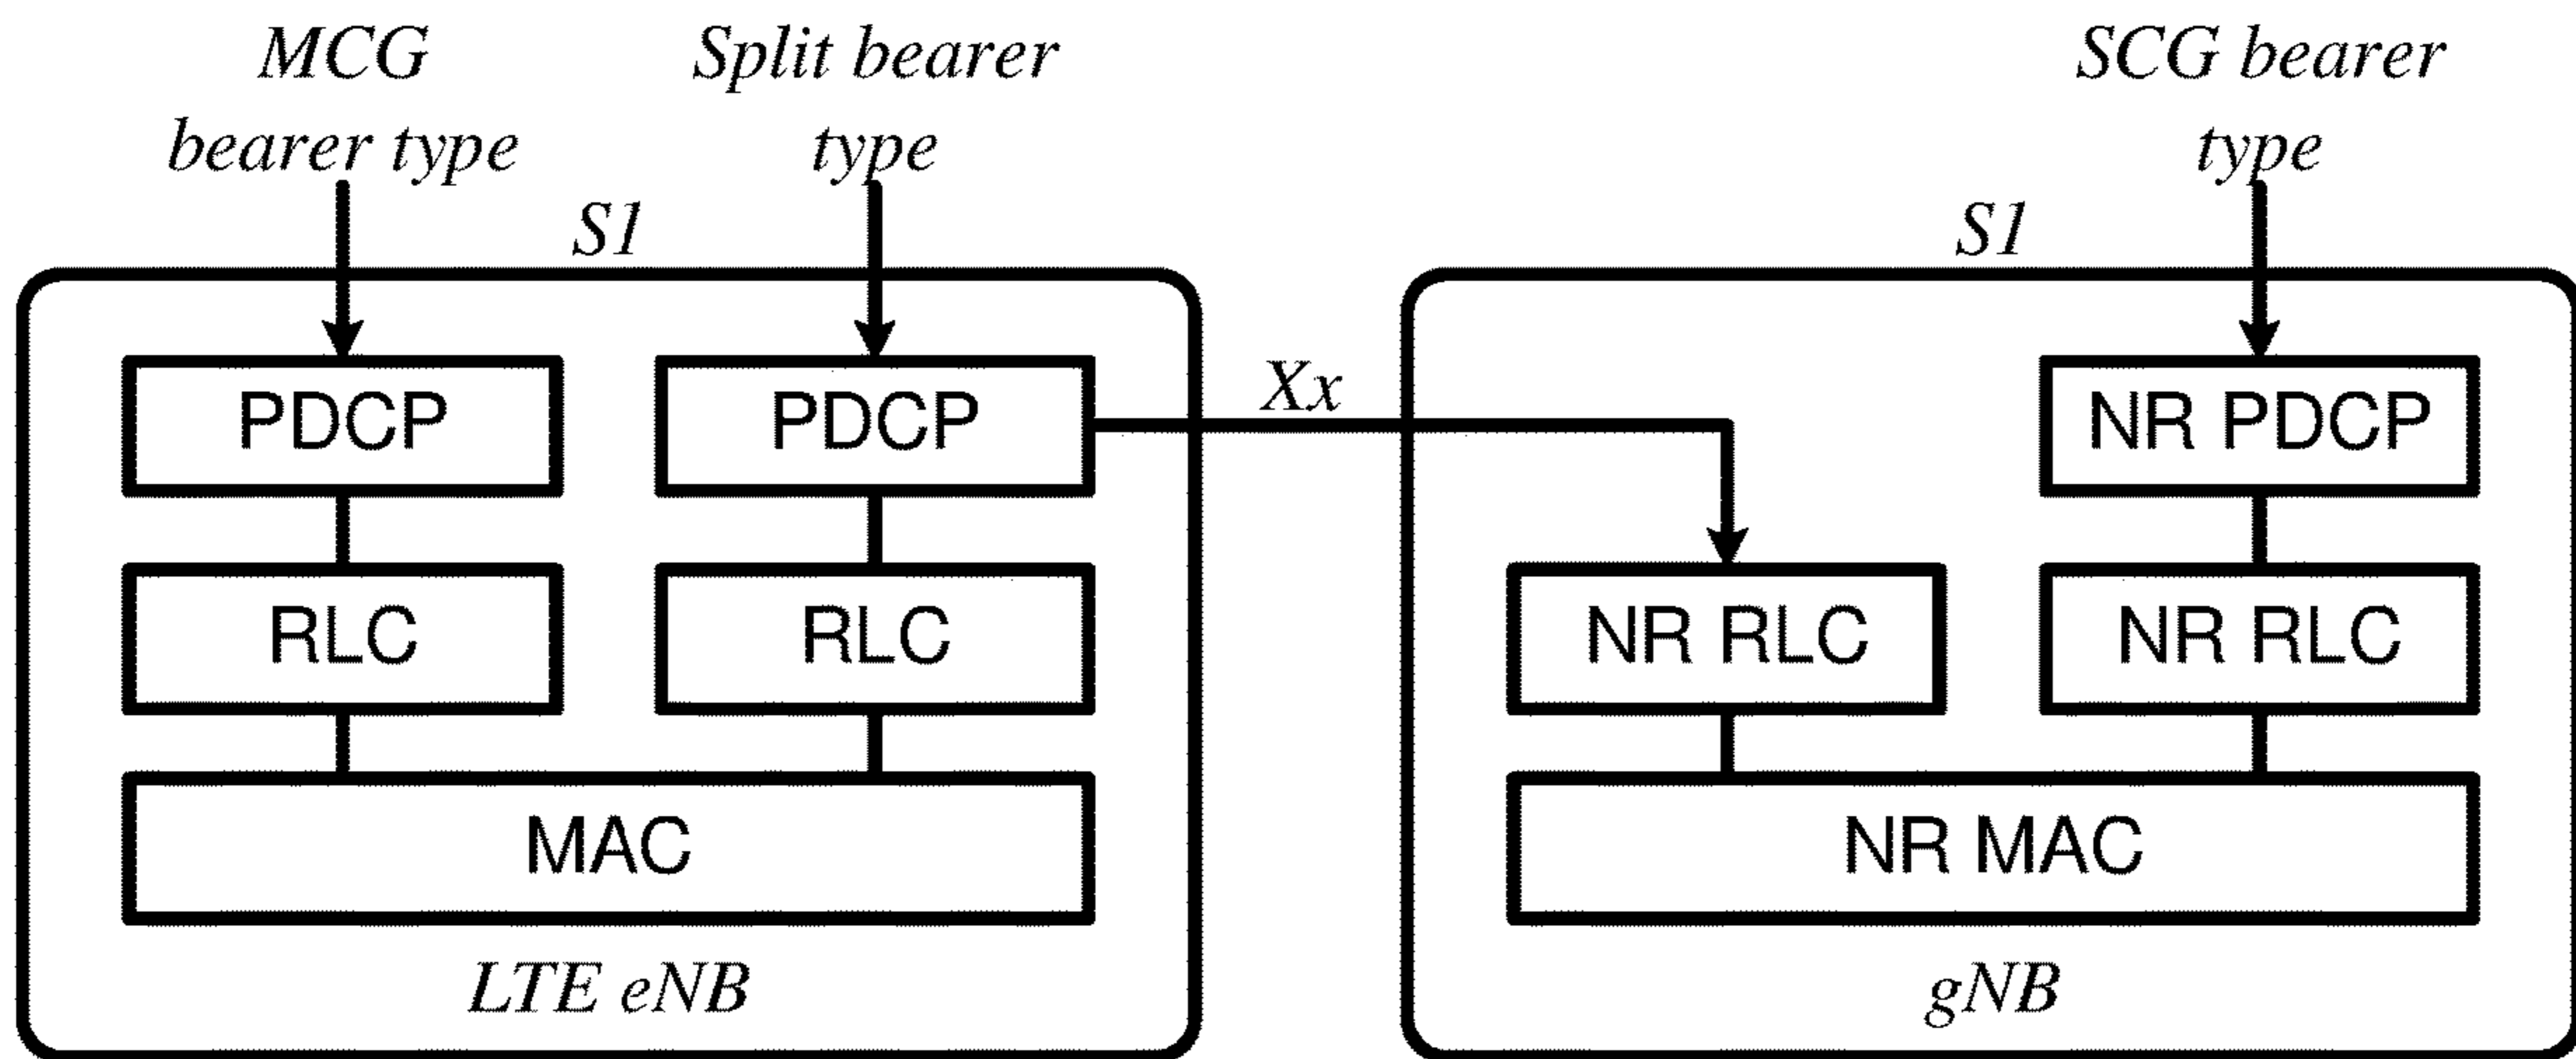 MCG
bearer type
Split bearer
type
SCG bearer
type
S1
S1
PDCP
PDCP
Xx
NR PDCP
RLC
RLC
NR RLC
NR RLC
MAC
NR MAC
LTE eNB
gNB